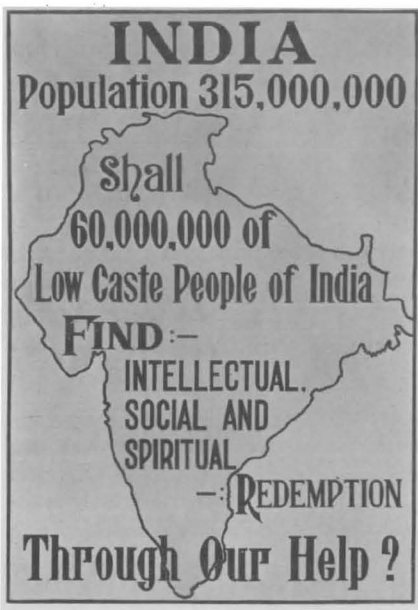 INDIA
Population 315,000,000
Shall
60,000,000 of
Low Caste People of India
FIND:-
INTELLECTUAL,
SOCIAL AND
SPIRITUAL
-:REDEMPTION
Through Our Help?